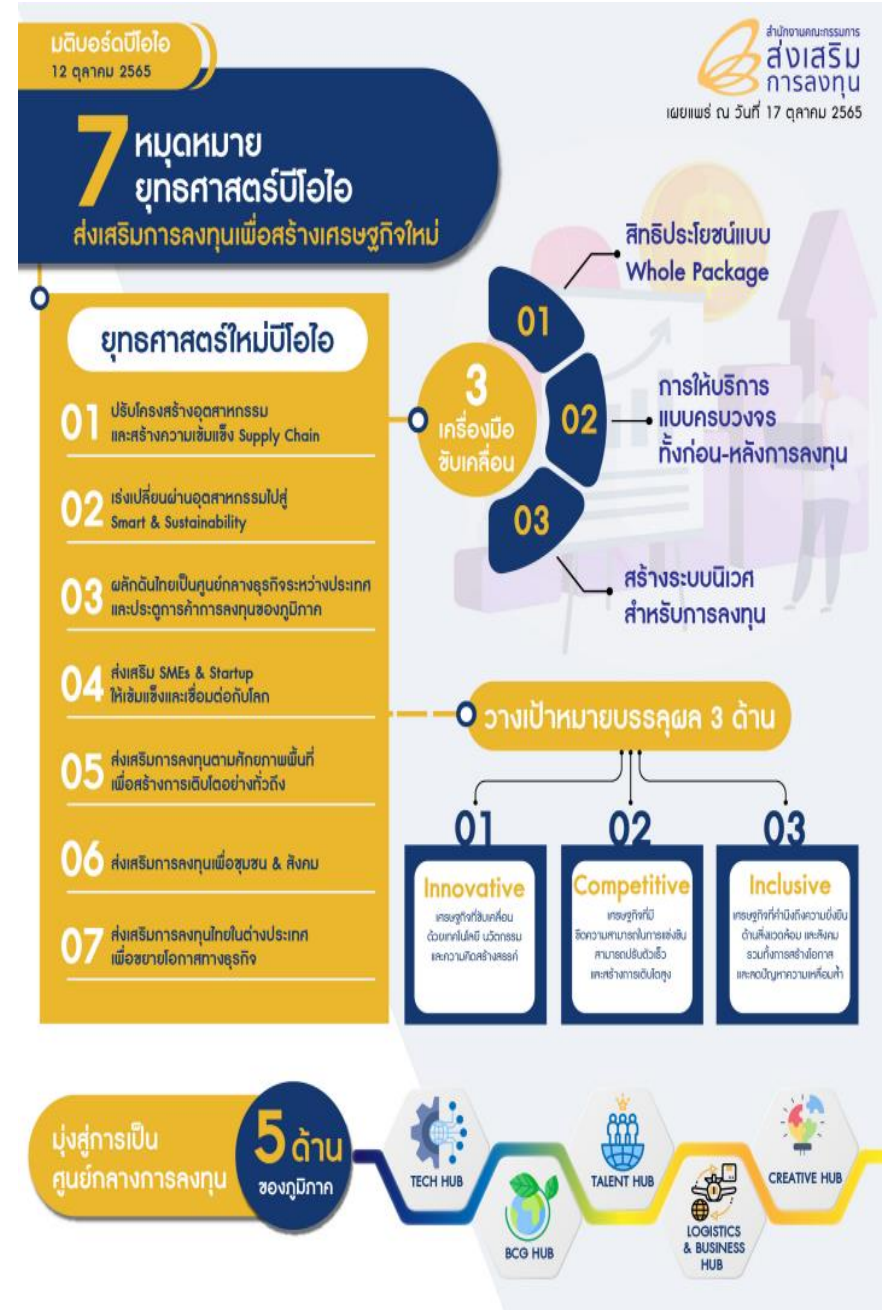 มติบอร์ดบีโอไอ
12 ตุลาคม 2565
สำนักงานคณะกรรมการ
ส่งเสริม
การลงทุน
เผยแพร่ ณ วันที่ 17 ตุลาคม 2565
7 หมุดหมาย
ยุทธศาสตร์บีโอไอ
ส่งเสริมการลงทุนเพื่อสร้างเศรษฐกิจใหม่
ยุทธศาสตร์ใหม่บีโอไอ
01 ปรับโครงสร้างอุตสาหกรรม
และสร้างความเข้มแข็ง Supply Chain
02 เร่งเปลี่ยนผ่านอุตสาหกรรมไปสู่
Smart & Sustainability
03 ผลักดันไทยเป็นศูนย์กลางธุรกิจระหว่างประเทศ
และประตูการค้าการลงทุนของภูมิภาค
04 ส่งเสริม SMEs & Startup
ให้เข้มแข็งและเชื่อมต่อกับโลก
05 ส่งเสริมการลงทุนตามศักยภาพพื้นที่
เพื่อสร้างการเติบโตอย่างทั่วถึง
06 ส่งเสริมการลงทุนเพื่อชุมชน & สังคม
07 ส่งเสริมการลงทุนไทยในต่างประเทศ
เพื่อขยายโอกาสทางธุรกิจ
3
เครื่องมือ
ขับเคลื่อน
01
สิทธิประโยชน์แบบ
Whole Package
02
การให้บริการ
แบบครบวงจร
ทั้งก่อน-หลังการลงทุน
03
สร้างระบบนิเวศ
สำหรับการลงทุน
วางเป้าหมายบรรลุผล 3 ด้าน
01
Innovative
เศรษฐกิจที่ขับเคลื่อน
ด้วยเทคโนโลยี นวัตกรรม
และความคิดสร้างสรรค์
02
Competitive
เศรษฐกิจที่มี
ขีดความสามารถในการแข่งขัน
สามารถปรับตัวเร็ว
และสร้างการเติบโตสูง
03
Inclusive
เศรษฐกิจที่คำนึงถึงความยั่งยืน
ด้านสิ่งแวดล้อม และสังคม
รวมทั้งการสร้างโอกาส
และลดปัญหาความเหลื่อมล้ำ
มุ่งสู่การเป็น
ศูนย์กลางการลงทุน
5 ด้าน
ของภูมิภาค
TECH HUB
BCG HUB
TALENT HUB
LOGISTICS
& BUSINESS
HUB
CREATIVE HUB